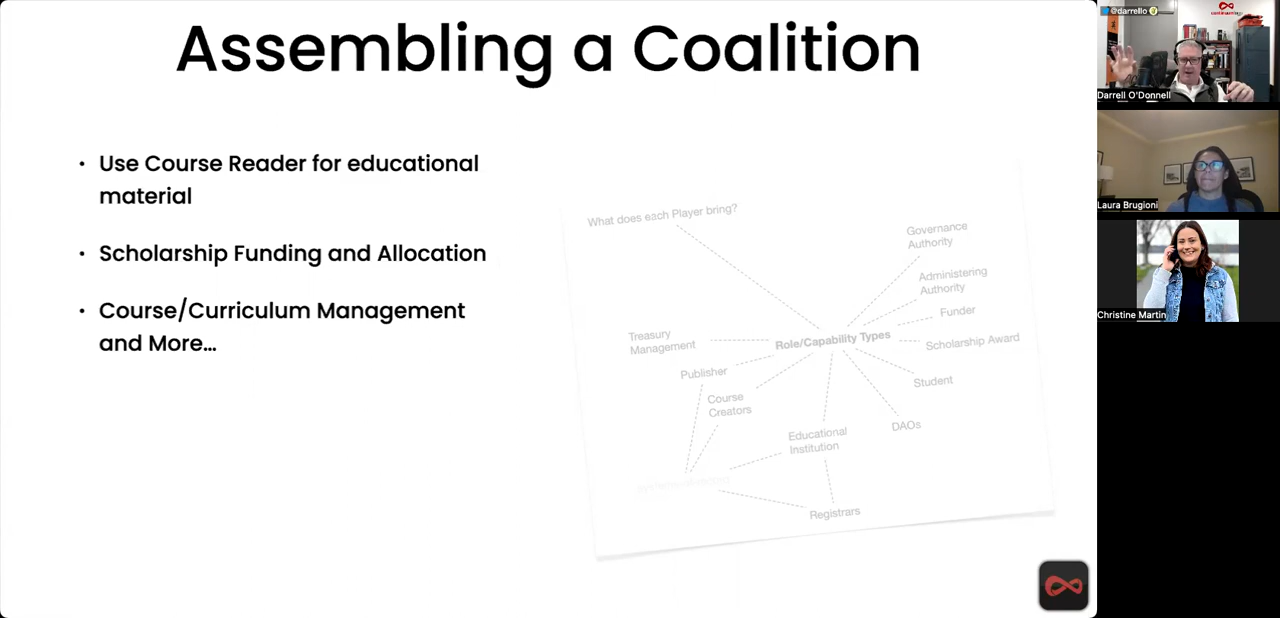 Assembling a Coalition
• Use Course Reader for educational
material
• Scholarship Funding and Allocation
• Course/Curriculum Management
and More...
What does each Player bring?
Governance
Authority
Administering
Authority
Funder
Scholarship Award
Student
DAOs
Role/Capability Types
Treasury
Management
Publisher
Course
Creators
Educational
Institution
Registrars
@darrello
continuumloop
Darrell O'Donnell
Laura Brugioni
Christine Martin